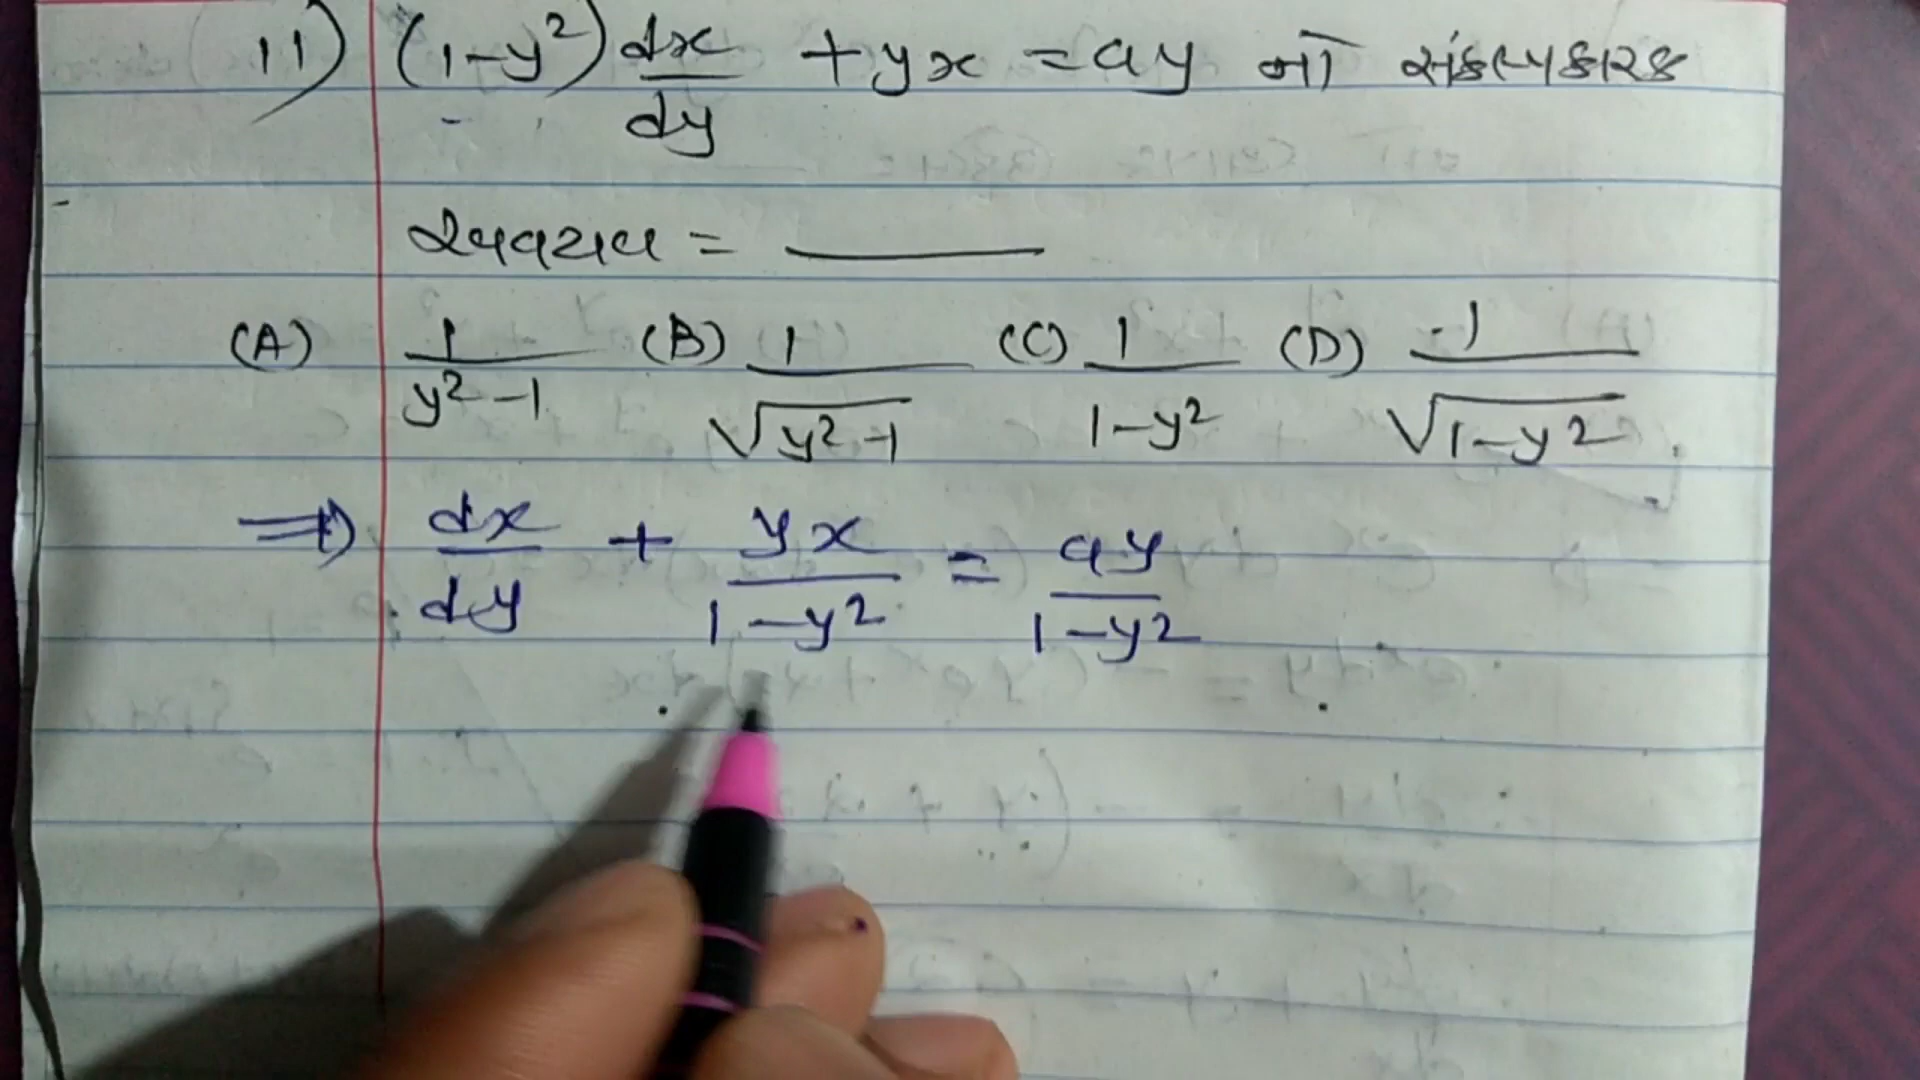 11) (1-y²) dx/dy + yx = ay નો સંકલ્પકારક
અવયવ = ______
(A) 1/(y²-1) (B) 1/√(y²-1) (C) 1/(1-y²) (D) 1/√(1-y²)
⇒ dx/dy + yx/(1-y²) = ay/(1-y²)